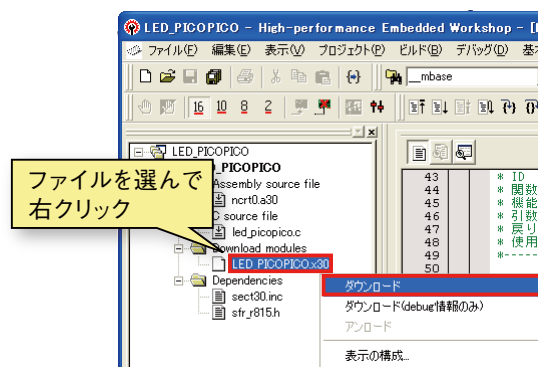 LED_PICOPICO - High-performance Embedded Workshop - [
ファイル(F) 編集(E) 表示(V) プロジェクト(P) ビルド(B) デバッグ(D) 基
__mbase
16 10 8 2
LED_PICOPICO
_PICOPICO
Assembly source file
ncrt0.a30
C source file
led_picopico.c
Download modules
LED_PICOPICO.x30
Dependencies
sect30.inc
sfr_r815.h
ファイルを選んで
右クリック
43 * ID
44 * 関数
45 * 機能
46 * 引数
47 * 戻り
48 * 使用
49 *-----
50
ダウンロード
ダウンロード(debug情報のみ)
アンロード
表示の構成...